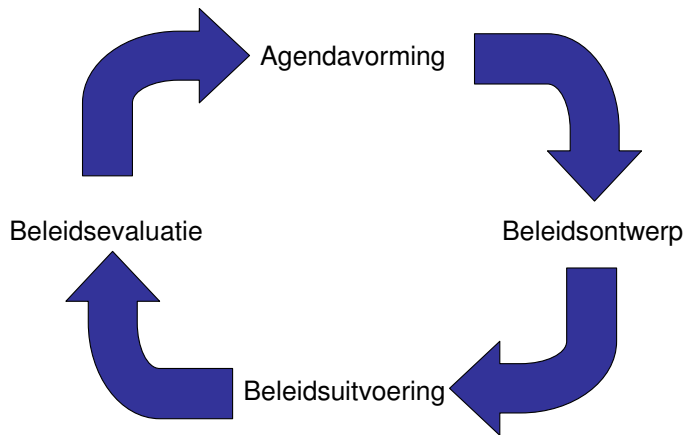 Agendavorming
Beleidsevaluatie
Beleidsontwerp
Beleidsuitvoering